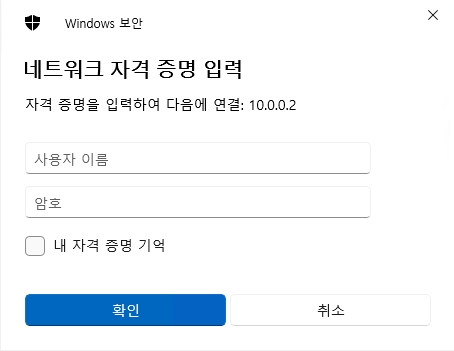 Windows 보안
네트워크 자격 증명 입력
자격 증명을 입력하여 다음에 연결: 10.0.0.2
사용자 이름
암호
내 자격 증명 기억
확인
취소